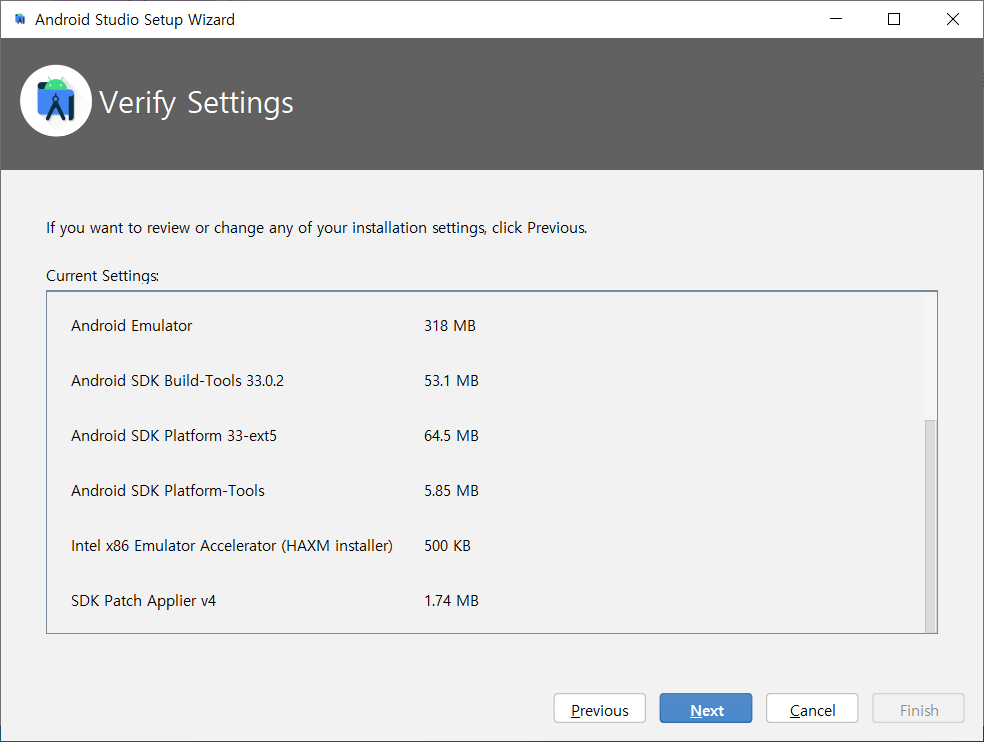 Android Studio Setup Wizard
Verify Settings
If you want to review or change any of your installation settings, click Previous.
Current Settings:
Android Emulator 318 MB
Android SDK Build-Tools 33.0.2 53.1 MB
Android SDK Platform 33-ext5 64.5 MB
Android SDK Platform-Tools 5.85 MB
Intel x86 Emulator Accelerator (HAXM installer) 500 KB
SDK Patch Applier v4 1.74 MB
Previous Next Cancel Finish